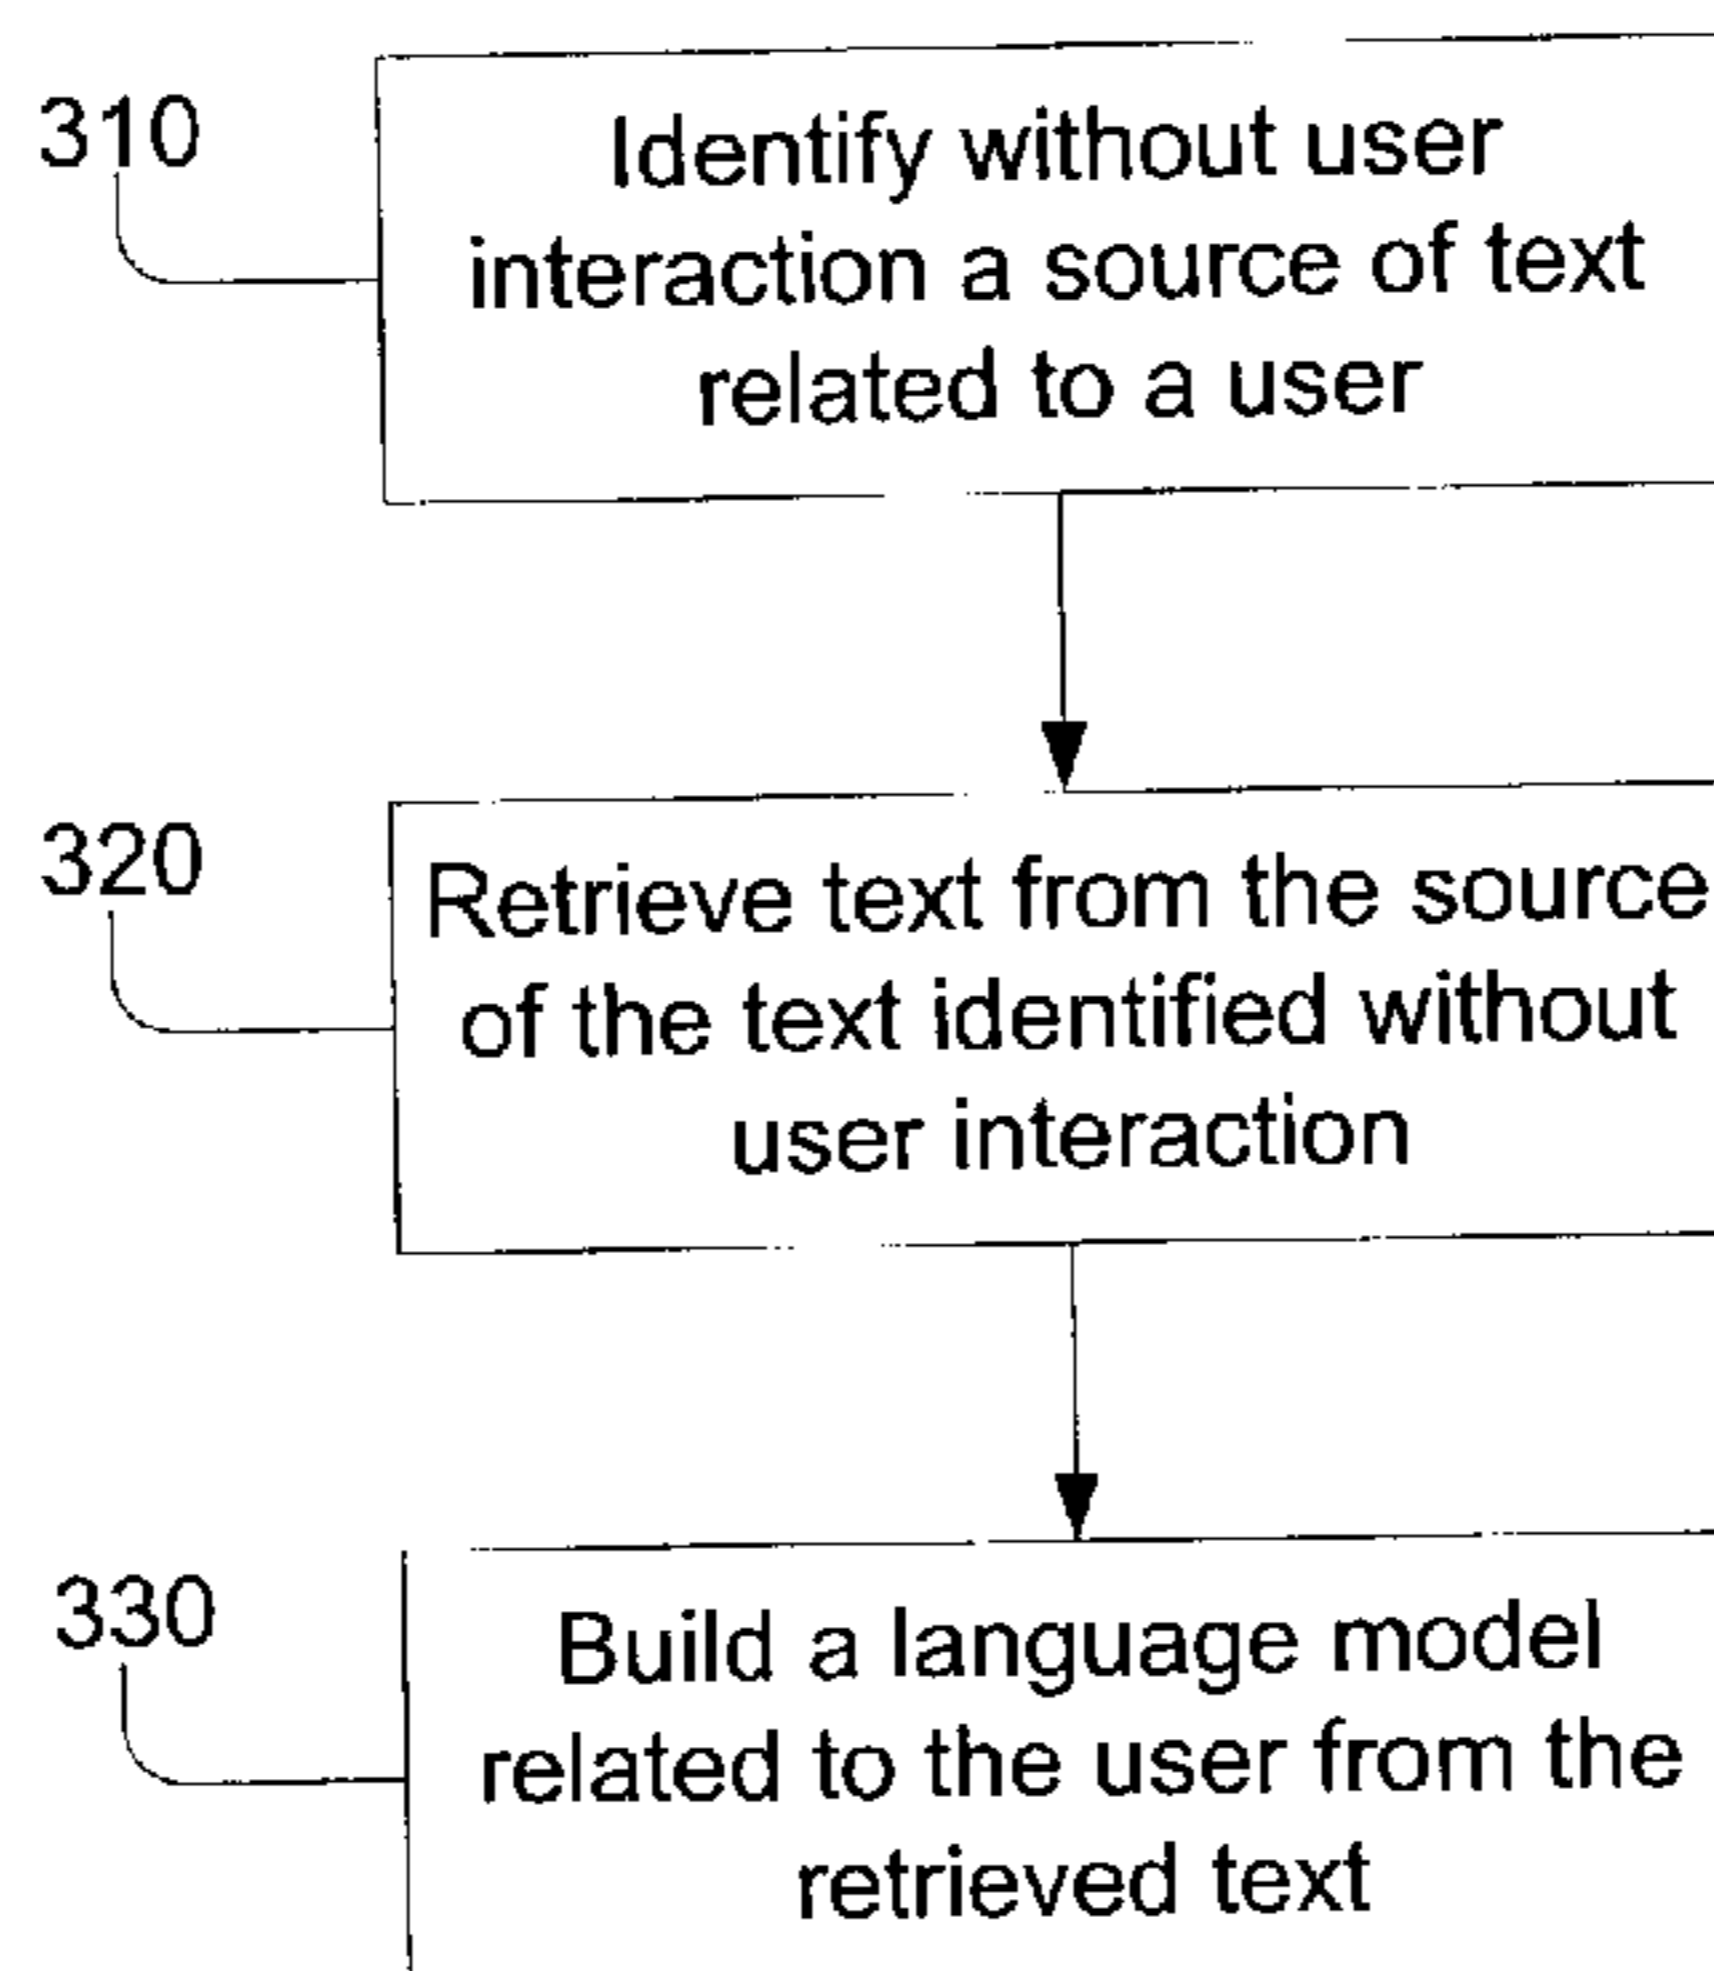 310
Identify without user
interaction a source of text
related to a user
320
Retrieve text from the source
of the text identified without
user interaction
330
Build a language model
related to the user from the
retrieved text